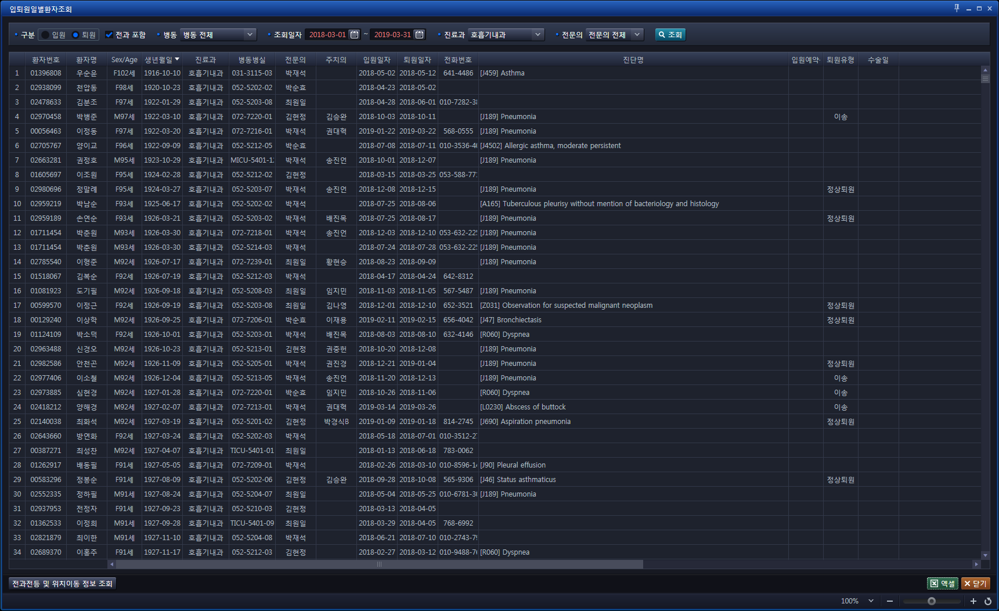 입퇴원일별환자조회
구분 입원 퇴원 전과 포함 병동 병동 전체 조회일자 2018-03-01 ~ 2019-03-31 진료과 호흡기내과 전문의 전문의 전체 조회
환자번호 환자명 Sex/Age 생년월일 진료과 병동병실 전문의 주치의 입원일자 퇴원일자 전화번호 진단명 입원예약 퇴원유형 수술일
1 01396808 우순윤 F102세 1916-10-10 호흡기내과 031-3115-03 박재석 2018-05-02 2018-05-12 641-4486 [J459] Asthma
2 02938099 천압동 F98세 1920-10-23 호흡기내과 052-5202-02 박순효 2018-04-23 2018-05-02
3 02478633 김분조 F97세 1922-01-29 호흡기내과 052-5203-08 최원일 2018-04-28 2018-06-01 010-7282-38
4 02970458 박병준 M97세 1922-03-10 호흡기내과 072-7220-01 김현정 김승완 2018-10-03 2018-10-11 [J189] Pneumonia 이송
5 00056463 이정동 F97세 1922-03-20 호흡기내과 072-7216-01 박재석 권대혁 2019-01-22 2019-03-22 568-0555 [J189] Pneumonia
6 02705767 양이교 F96세 1922-09-09 호흡기내과 052-5212-05 박순효 2018-07-08 2018-07-11 010-3536-40 [J4502] Allergic asthma, moderate persistent
7 02663281 권정호 M95세 1923-10-29 호흡기내과 MICU-5401-12 박재석 송진언 2018-10-01 2018-12-07 [J189] Pneumonia
8 01605697 이조원 F95세 1924-02-28 호흡기내과 052-5212-02 김현정 2018-03-15 2018-03-25 053-588-771
9 02980696 정말례 F95세 1924-03-27 호흡기내과 052-5203-07 박재석 송진언 2018-12-08 2018-12-15 [J189] Pneumonia 정상퇴원
10 02959219 박남순 F93세 1925-06-17 호흡기내과 052-5202-02 박재석 2018-07-25 2018-08-06 [A165] Tuberculous pleurisy without mention of bacteriology and histology
11 02959189 손연순 F93세 1926-03-21 호흡기내과 052-5203-02 박재석 배진목 2018-07-25 2018-08-17 [J189] Pneumonia 정상퇴원
12 01711454 박춘원 M93세 1926-03-30 호흡기내과 072-7218-01 박재석 송진언 2018-12-03 2018-12-10 053-632-225 [J189] Pneumonia
13 01711454 박춘원 M93세 1926-03-30 호흡기내과 052-5214-03 박재석 2018-07-24 2018-07-28 053-632-225 [J189] Pneumonia
14 02785540 이형준 M92세 1926-07-17 호흡기내과 072-7239-01 최원일 황현승 2018-08-23 2018-09-09 [J189] Pneumonia
15 01518067 김복순 F92세 1926-07-19 호흡기내과 052-5212-03 박재석 2018-04-17 2018-04-24 642-8312
16 01081923 도기필 M92세 1926-09-18 호흡기내과 052-5208-03 최원일 임지민 2018-11-03 2018-11-05 567-5487 [J189] Pneumonia
17 00599570 이정근 F92세 1926-09-19 호흡기내과 052-5203-08 최원일 김나영 2018-12-01 2018-12-10 652-3521 [Z031] Observation for suspected malignant neoplasm 정상퇴원
18 00129240 이상학 M92세 1926-09-25 호흡기내과 072-7206-01 박순효 이재용 2019-02-11 2019-02-15 656-4042 [J47] Bronchiectasis 정상퇴원
19 01124109 박소덕 F92세 1926-10-01 호흡기내과 052-5203-01 박재석 배진목 2018-08-03 2018-08-10 632-4146 [R060] Dyspnea
20 02963488 신경오 M92세 1926-10-23 호흡기내과 052-5213-01 김현정 권중헌 2018-10-20 2018-12-08 [J189] Pneumonia
21 02982586 안천곤 M92세 1926-11-09 호흡기내과 052-5205-01 박재석 권진경 2018-12-21 2019-01-04 [J189] Pneumonia 정상퇴원
22 02977406 이소철 M92세 1926-12-04 호흡기내과 052-5213-05 박재석 송진언 2018-11-20 2018-12-13 [J189] Pneumonia 이송
23 02973885 심현경 M92세 1927-01-28 호흡기내과 072-7220-01 박순효 임지민 2018-10-26 2018-11-06 [R060] Dyspnea 이송
24 02418212 양해경 M92세 1927-02-07 호흡기내과 072-7213-01 박재석 권대혁 2019-03-14 2019-03-26 [L0230] Abscess of buttock 이송
25 02140038 최화석 M92세 1927-03-19 호흡기내과 052-5201-02 김현정 박경식B 2019-01-09 2019-01-18 814-2745 [J690] Aspiration pneumonia 정상퇴원
26 02643660 방연화 F92세 1927-03-24 호흡기내과 052-5202-03 박재석 2018-05-18 2018-07-01 010-3512-27
27 00387271 최성찬 M92세 1927-04-07 호흡기내과 TICU-5401-01 최원일 2018-01-13 2018-06-18 783-0062
28 01262917 배동필 F91세 1927-05-05 호흡기내과 072-7209-01 박재석 2018-02-26 2018-03-10 010-8596-14 [J90] Pleural effusion
29 00583296 정봉순 F91세 1927-08-09 호흡기내과 052-5202-06 김현정 김승완 2018-09-28 2018-10-08 565-9306 [J46] Status asthmaticus 정상퇴원
30 02552335 정하필 M91세 1927-08-24 호흡기내과 052-5204-07 최원일 2018-05-04 2018-05-25 010-6781-30 [J189] Pneumonia
31 02937953 전정자 F91세 1927-09-23 호흡기내과 052-5210-03 김현정 2018-03-13 2018-04-05
32 01362533 이정희 M91세 1927-09-28 호흡기내과 TICU-5401-09 최원일 2018-03-29 2018-04-05 768-6992
33 02821879 최이한 M91세 1927-11-10 호흡기내과 052-5204-08 박재석 2018-06-21 2018-07-10 010-2743-79
34 02689370 이홍주 F91세 1927-11-17 호흡기내과 052-5212-03 김현정 2018-02-27 2018-03-12 010-9488-76 [R060] Dyspnea
전과전등 및 위치이동 정보 조회 엑셀 닫기
100%